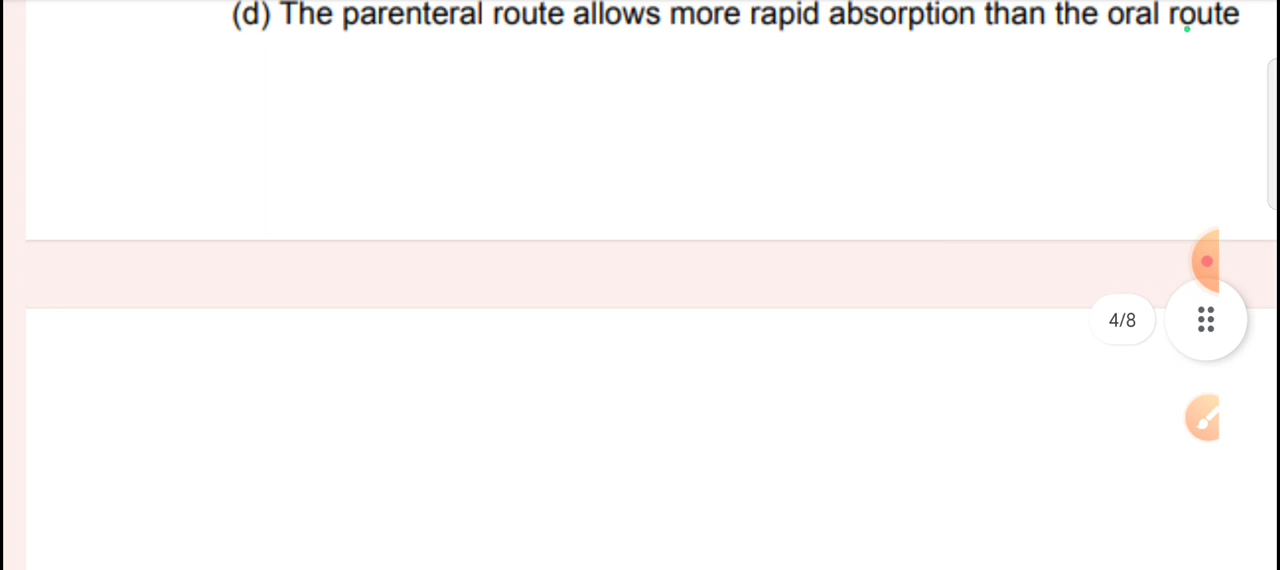 (d) The parenteral route allows more rapid absorption than the oral route
4/8